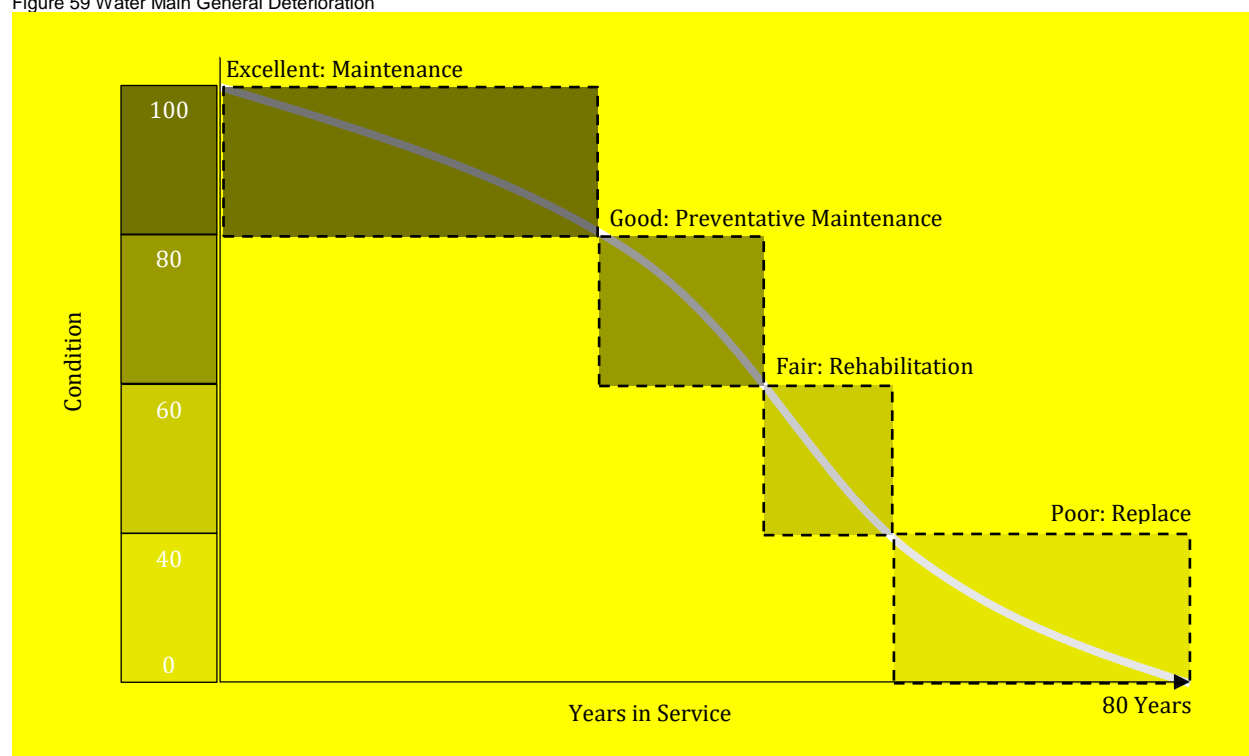 Figure 59 Water Main General Deterioration
Excellent: Maintenance
100
Good: Preventative Maintenance
80
Condition
Fair: Rehabilitation
60
Poor: Replace
40
0
80 Years
Years in Service